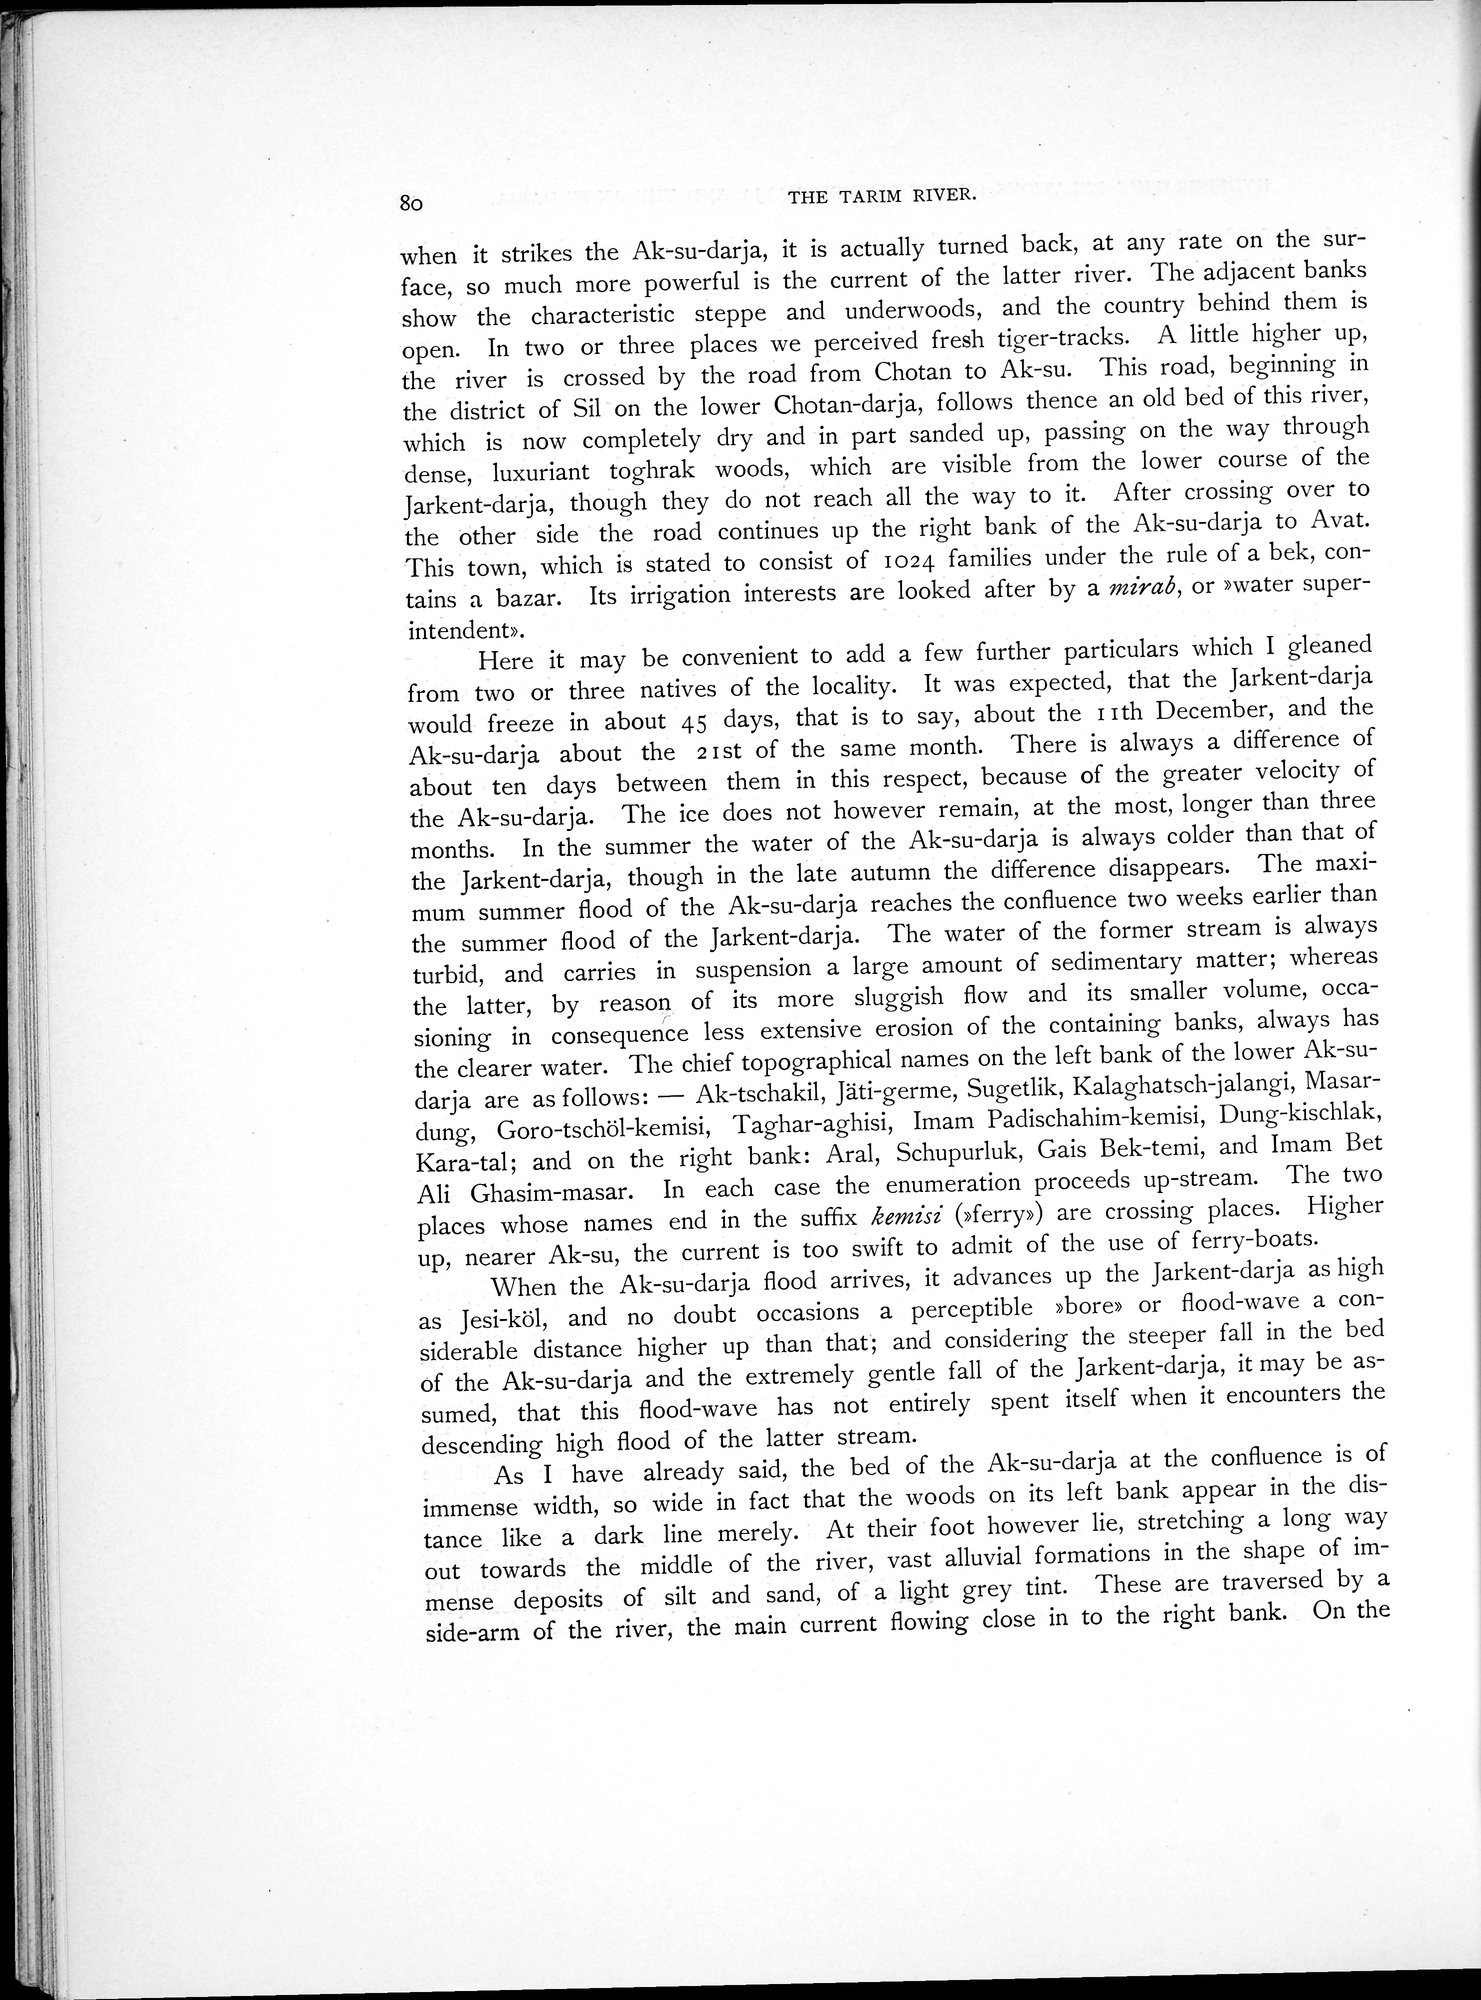 80
THE TARIM RIVER.
when it strikes the Ak-su-darja, it is actually turned back, at any rate on the sur-
face, so much more powerful is the current of the latter river. The adjacent banks
show the characteristic steppe and underwoods, and the country behind them is
open. In two or three places we perceived fresh tiger-tracks. A little higher up,
the river is crossed by the road from Chotan to Ak-su. This road, beginning in
the district of Sil on the lower Chotan-darja, follows thence an old bed of this river,
which is now completely dry and in part sanded up, passing on the way through
dense, luxuriant toghrak woods, which are visible from the lower course of the
Jarkent-darja, though they do not reach all the way to it. After crossing over to
the other side the road continues up the right bank of the Ak-su-darja to Avat.
This town, which is stated to consist of 1024 families under the rule of a bek, con-
tains a bazar. Its irrigation interests are looked after by a mirab, or »water super-
intendent».
Here it may be convenient to add a few further particulars which I gleaned
from two or three natives of the locality. It was expected, that the Jarkent-darja
would freeze in about 45 days, that is to say, about the 11th December, and the
Ak-su-darja about the 21st of the same month. There is always a difference of
about ten days between them in this respect, because of the greater velocity of
the Ak-su-darja. The ice does not however remain, at the most, longer than three
months. In the summer the water of the Ak-su-darja is always colder than that of
the Jarkent-darja, though in the late autumn the difference disappears. The maxi-
mum summer flood of the Ak-su-darja reaches the confluence two weeks earlier than
the summer flood of the Jarkent-darja. The water of the former stream is always
turbid, and carries in suspension a large amount of sedimentary matter; whereas
the latter, by reason of its more sluggish flow and its smaller volume, occa-
sioning in consequence less extensive erosion of the containing banks, always has
the clearer water. The chief topographical names on the left bank of the lower Ak-su-
darja are as follows: — Ak-tschakil, Jäti-germe, Sugetlik, Kalaghatsch-jalangi, Masar-
dung, Goro-tschöl-kemisi, Taghar-aghisi, Imam Padischahim-kemisi, Dung-kischlak,
Kara-tal; and on the right bank: Aral, Schupurluk, Gais Bek-temi, and Imam Bet
Ali Ghasim-masar. In each case the enumeration proceeds up-stream. The two
places whose names end in the suffix kemisi (»ferry») are crossing places. Higher
up, nearer Ak-su, the current is too swift to admit of the use of ferry-boats.
When the Ak-su-darja flood arrives, it advances up the Jarkent-darja as high
as Jesi-köl, and no doubt occasions a perceptible »bore» or flood-wave a con-
siderable distance higher up than that; and considering the steeper fall in the bed
of the Ak-su-darja and the extremely gentle fall of the Jarkent-darja, it may be as-
sumed, that this flood-wave has not entirely spent itself when it encounters the
descending high flood of the latter stream.
As I have already said, the bed of the Ak-su-darja at the confluence is of
immense width, so wide in fact that the woods on its left bank appear in the dis-
tance like a dark line merely. At their foot however lie, stretching a long way
out towards the middle of the river, vast alluvial formations in the shape of im-
mense deposits of silt and sand, of a light grey tint. These are traversed by a
side-arm of the river, the main current flowing close in to the right bank. On the